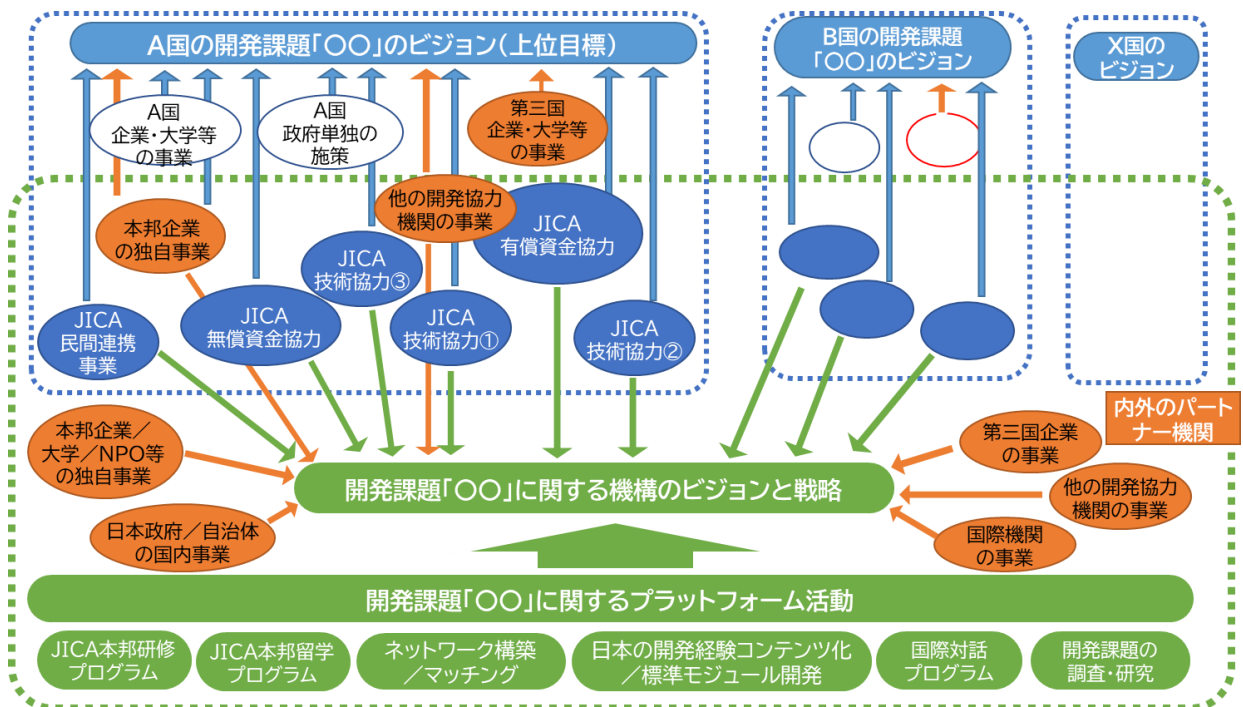 A国の開発課題「〇〇」のビジョン(上位目標)
B国の開発課題
「〇〇」のビジョン
X国の
ビジョン
A国
企業・大学等
の事業
A国
政府単独の
施策
第三国
企業・大学等
の事業
本邦企業
の独自事業
他の開発協力
機関の事業
JICA
有償資金協力
JICA
技術協力③
JICA
民間連携
事業
JICA
無償資金協力
JICA
技術協力①
JICA
技術協力②
内外のパート
ナー機関
本邦企業／
大学／NPO等
の独自事業
第三国企業
の事業
開発課題「〇〇」に関する機構のビジョンと戦略
他の開発協力
機関の事業
日本政府／自治体
の国内事業
国際機関
の事業
開発課題「〇〇」に関するプラットフォーム活動
JICA本邦研修
プログラム
JICA本邦留学
プログラム
ネットワーク構築
／マッチング
日本の開発経験コンテンツ化
／標準モジュール開発
国際対話
プログラム
開発課題の
調査・研究